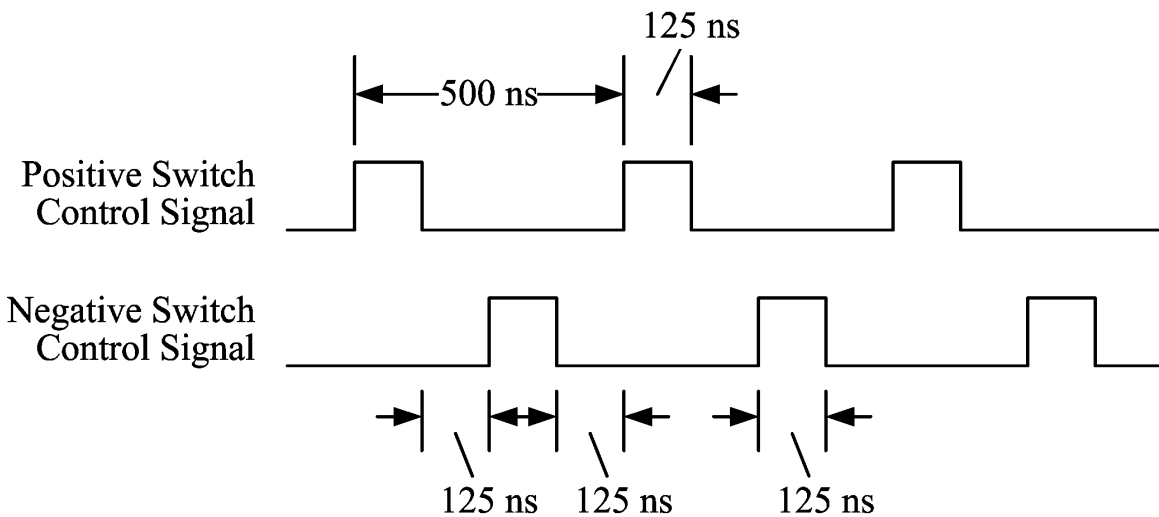 125 ns
500 ns
Positive Switch
Control Signal
Negative Switch
Control Signal
125 ns
125 ns
125 ns